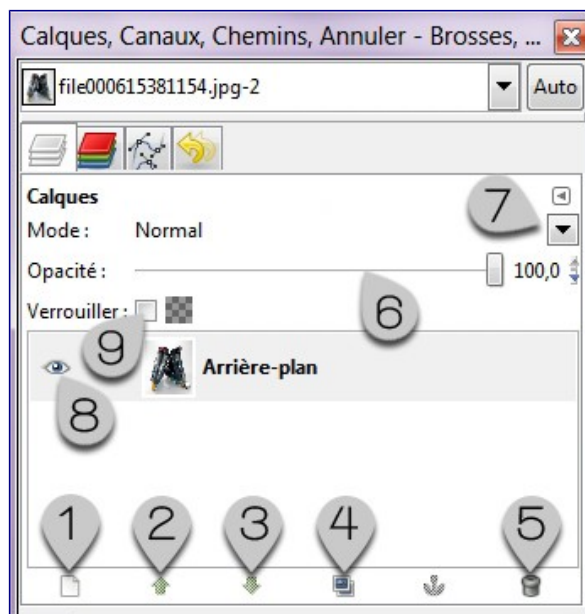 Calques, Canaux, Chemins, Annuler - Brosses, ...
file000615381154.jpg-2 Auto
Calques
7
Mode : Normal
Opacité : 100,0
6
Verrouiller :
9
Arrière-plan
8
1 2 3 4 5